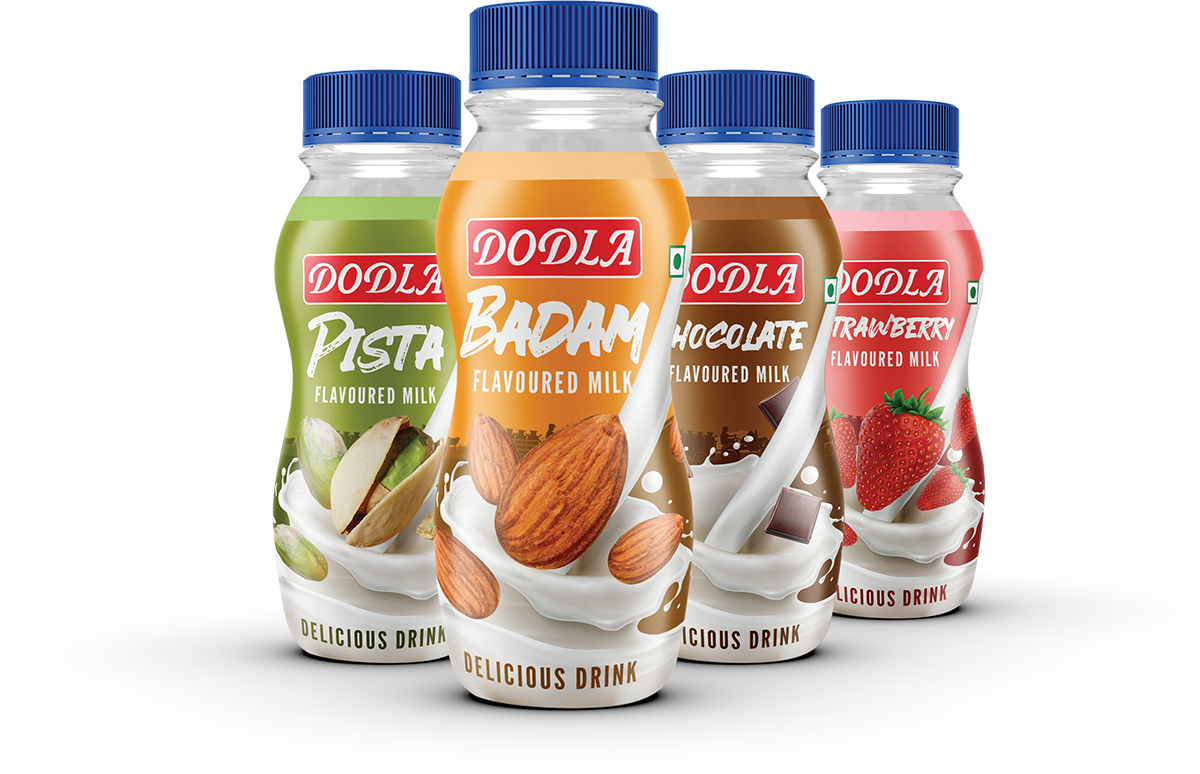 DODLA
PISTA
FLAVOURED MILK
DELICIOUS DRINK
DODLA
BADAM
FLAVOURED MILK
DELICIOUS DRINK
DODLA
HOCOLATE
FLAVOURED MILK
ICIOUS DRINK
DODLA
TRAWBERRY
FLAVOURED MILK
LICIOUS DRINK